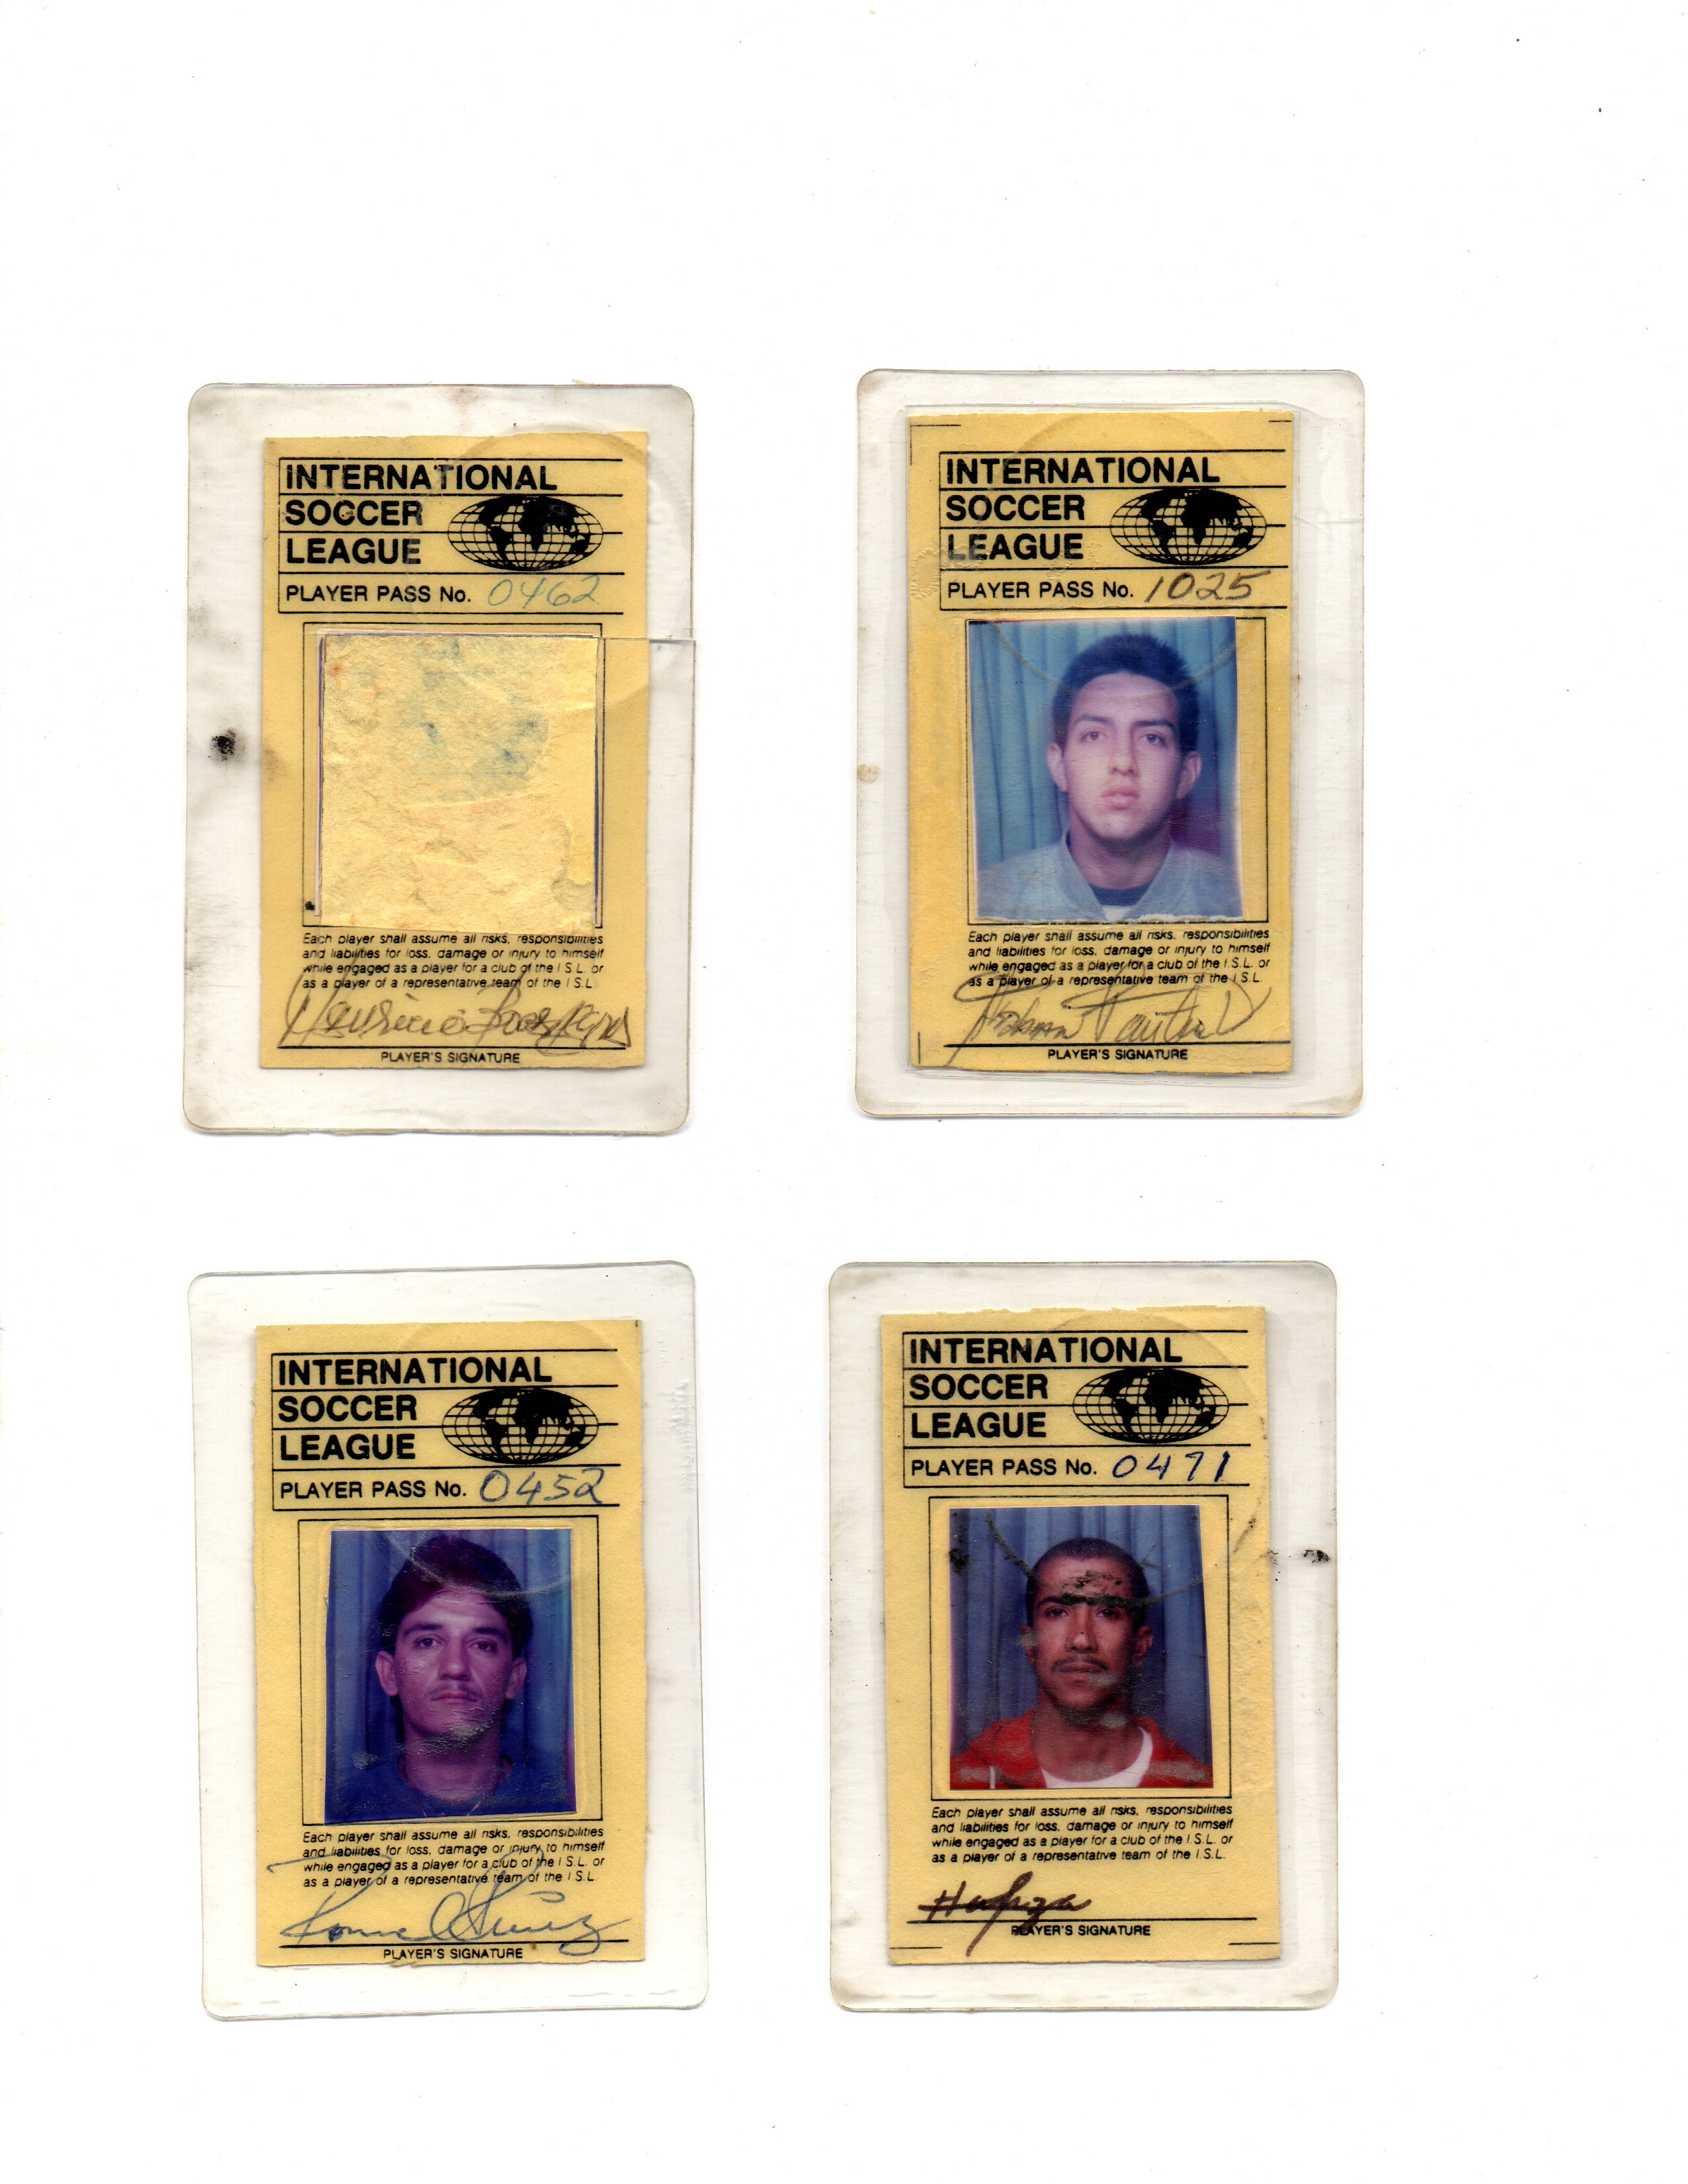 INTERNATIONAL
SOCCER
LEAGUE
PLAYER PASS No. 0462
Each player shall assume all risks, responsibilities
and liabilities for loss, damage or injury to himself
while engaged as a player for a club of the I.S.L. or
as a player of a representative team of the I.S.L.
PLAYER'S SIGNATURE
INTERNATIONAL
SOCCER
LEAGUE
PLAYER PASS No. 1025
Each player shall assume all risks, responsibilities
and liabilities for loss, damage or injury to himself
while engaged as a player for a club of the I.S.L. or
as a player of a representative team of the I.S.L.
PLAYER'S SIGNATURE
INTERNATIONAL
SOCCER
LEAGUE
PLAYER PASS No. 0452
Each player shall assume all risks, responsibilities
and liabilities for loss, damage or injury to himself
while engaged as a player for a club of the I.S.L. or
as a player of a representative team of the I.S.L.
PLAYER'S SIGNATURE
INTERNATIONAL
SOCCER
LEAGUE
PLAYER PASS No. 0471
Each player shall assume all risks, responsibilities
and liabilities for loss, damage or injury to himself
while engaged as a player for a club of the I.S.L. or
as a player of a representative team of the I.S.L.
PLAYER'S SIGNATURE